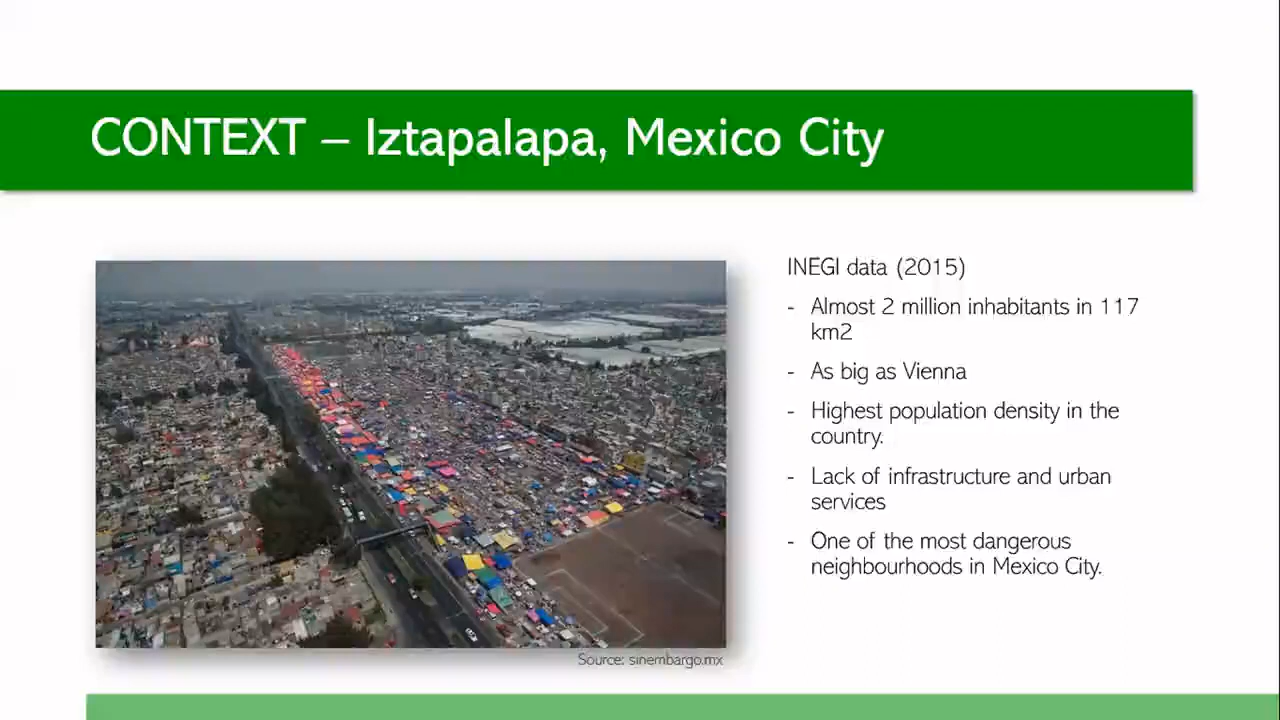 CONTEXT – Iztapalapa, Mexico City
INEGI data (2015)
- Almost 2 million inhabitants in 117
km2
- As big as Vienna
- Highest population density in the
country.
- Lack of infrastructure and urban
services
- One of the most dangerous
neighbourhoods in Mexico City.
Source: sinembargo.mx